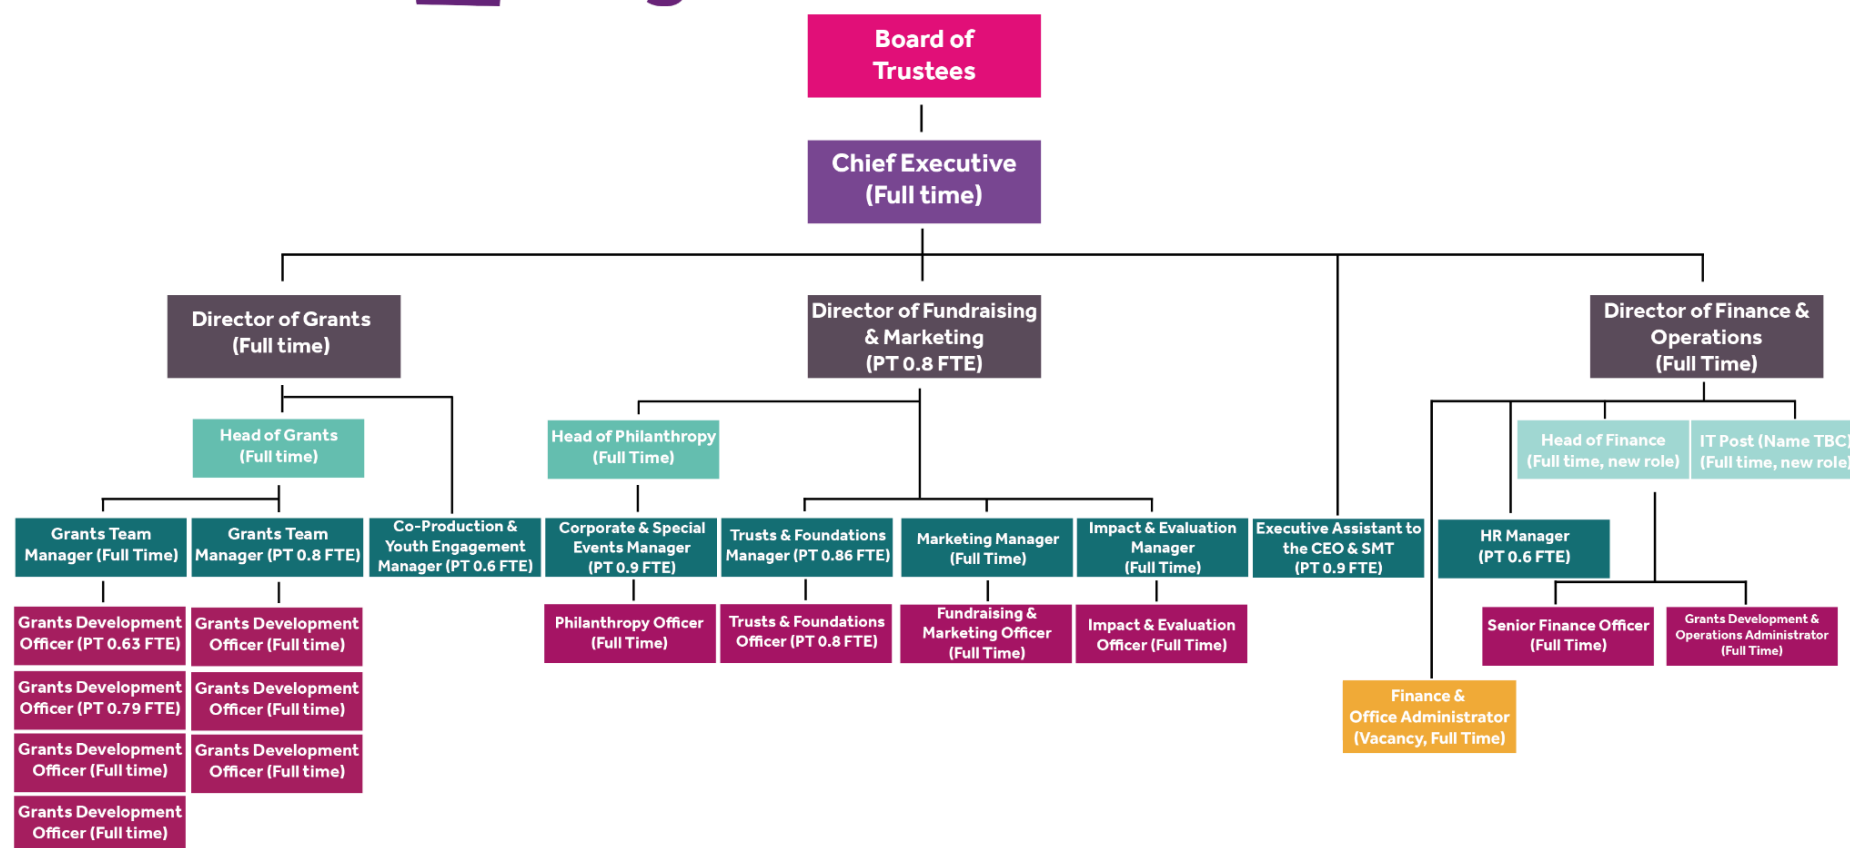 Board of
Trustees
Chief Executive
(Full time)
Director of Grants
(Full time)
Director of Fundraising
& Marketing
(PT 0.8 FTE)
Director of Finance &
Operations
(Full Time)
Head of Grants
(Full time)
Head of Philanthropy
(Full Time)
Head of Finance
(Full time, new role)
IT Post (Name TBC)
(Full time, new role)
Grants Team
Manager (Full Time)
Grants Team
Manager (PT 0.8 FTE)
Co-Production &
Youth Engagement
Manager (PT 0.6 FTE)
Corporate & Special
Events Manager
(PT 0.9 FTE)
Trusts & Foundations
Manager (PT 0.86 FTE)
Marketing Manager
(Full Time)
Impact & Evaluation
Manager
(Full Time)
Executive Assistant to
the CEO & SMT
(PT 0.9 FTE)
HR Manager
(PT 0.6 FTE)
Grants Development
Officer (PT 0.63 FTE)
Grants Development
Officer (Full time)
Philanthropy Officer
(Full Time)
Trusts & Foundations
Officer (PT 0.8 FTE)
Fundraising &
Marketing Officer
(Full Time)
Impact & Evaluation
Officer (Full Time)
Senior Finance Officer
(Full Time)
Grants Development &
Operations Administrator
(Full Time)
Grants Development
Officer (PT 0.79 FTE)
Grants Development
Officer (Full time)
Finance &
Office Administrator
(Vacancy, Full Time)
Grants Development
Officer (Full time)
Grants Development
Officer (Full time)
Grants Development
Officer (Full time)